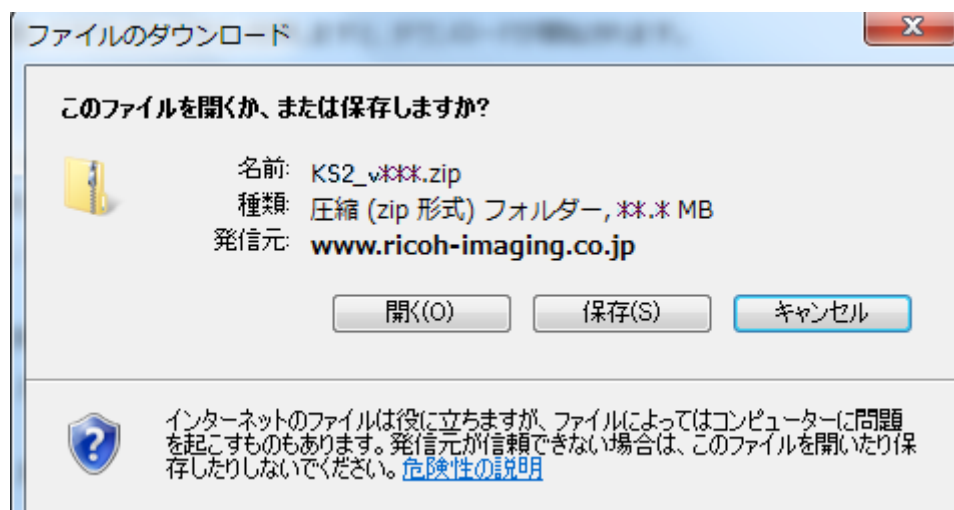 ファイルのダウンロード
このファイルを開くか、または保存しますか?
名前: KS2_v***.zip
種類: 圧縮 (zip 形式) フォルダー, **.* MB
発信元: www.ricoh-imaging.co.jp
開く(O) 保存(S) キャンセル
インターネットのファイルは役に立ちますが、ファイルによってはコンピューターに問題
を起こすものもあります。発信元が信頼できない場合は、このファイルを開いたり保
存したりしないでください。危険性の説明